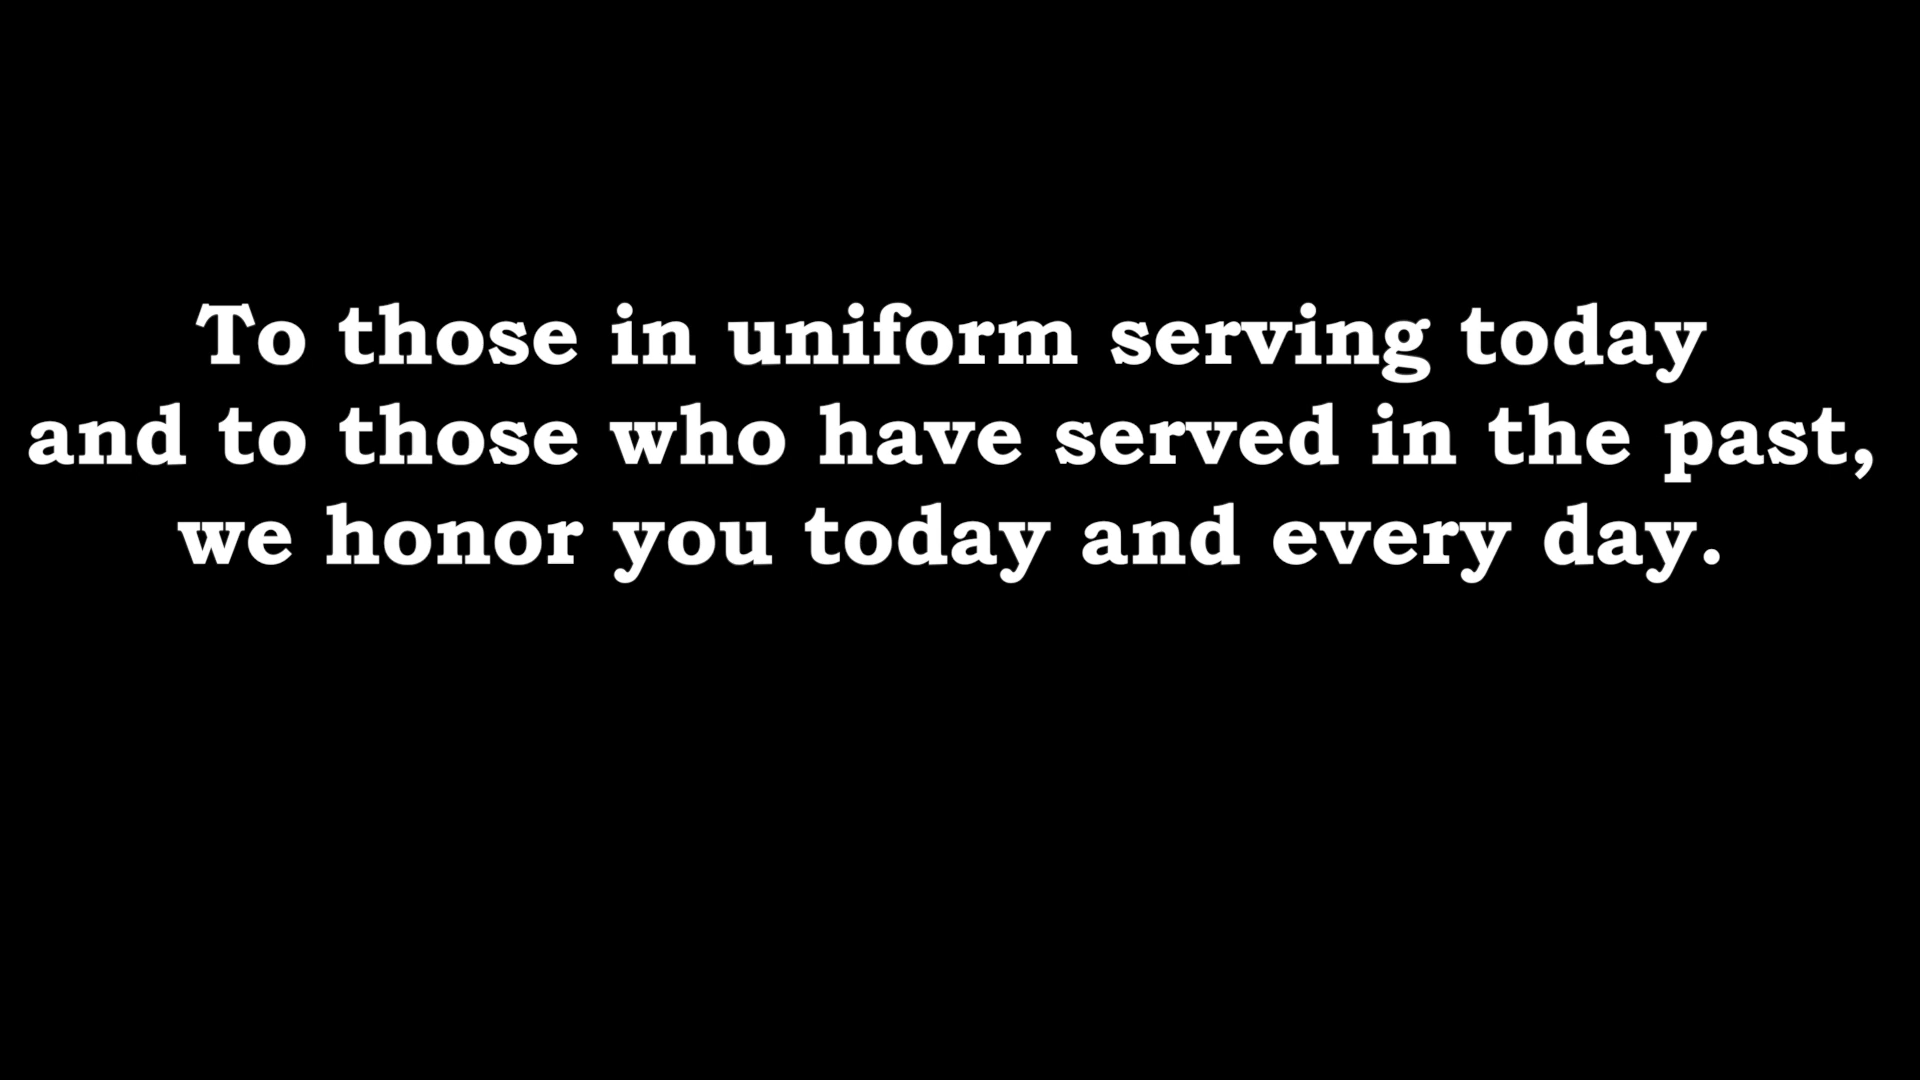 To those in uniform serving today
and to those who have served in the past,
we honor you today and every day.